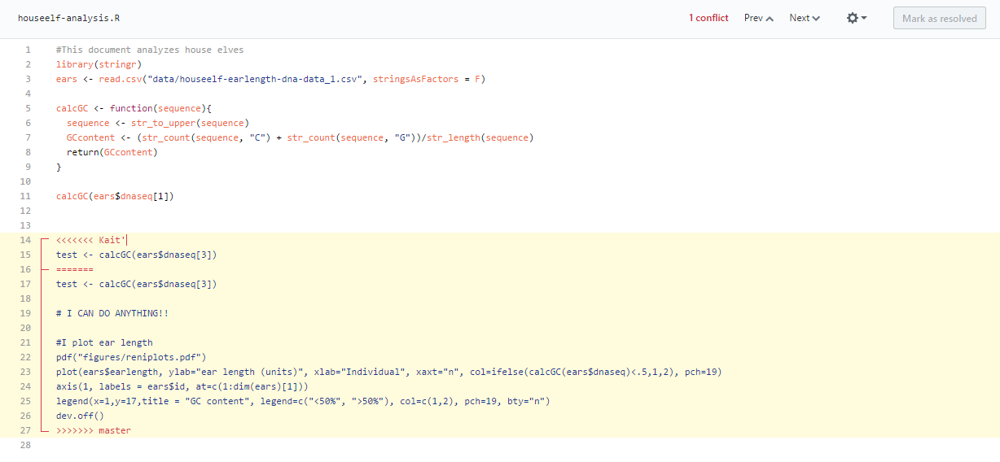 houseelf-analysis.R 1 conflict Prev Next Mark as resolved
1 #This document analyzes house elves
2 library(stringr)
3 ears <- read.csv("data/houseelf-earlength-dna-data_1.csv", stringsAsFactors = F)
4
5 calcGC <- function(sequence){
6   sequence <- str_to_upper(sequence)
7   GCcontent <- (str_count(sequence, "C") + str_count(sequence, "G"))/str_length(sequence)
8   return(GCcontent)
9 }
10
11 calcGC(ears$dnaseq[1])
12
13
14 <<<<<<< Kait'
15 test <- calcGC(ears$dnaseq[3])
16 =======
17 test <- calcGC(ears$dnaseq[3])
18
19 # I CAN DO ANYTHING!!
20
21 #I plot ear length
22 pdf("figures/reniplots.pdf")
23 plot(ears$earlength, ylab="ear length (units)", xlab="Individual", xaxt="n", col=ifelse(calcGC(ears$dnaseq)<.5,1,2), pch=19)
24 axis(1, labels = ears$id, at=c(1:dim(ears)[1]))
25 legend(x=1,y=17,title = "GC content", legend=c("<50%", ">50%"), col=c(1,2), pch=19, bty="n")
26 dev.off()
27 >>>>>>> master
28